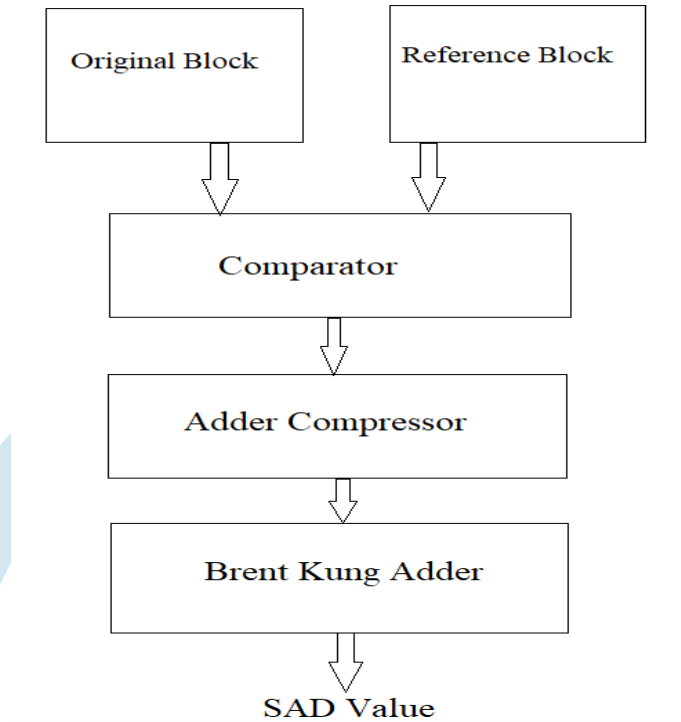 Original Block
Reference Block
Comparator
Adder Compressor
Brent Kung Adder
SAD Value